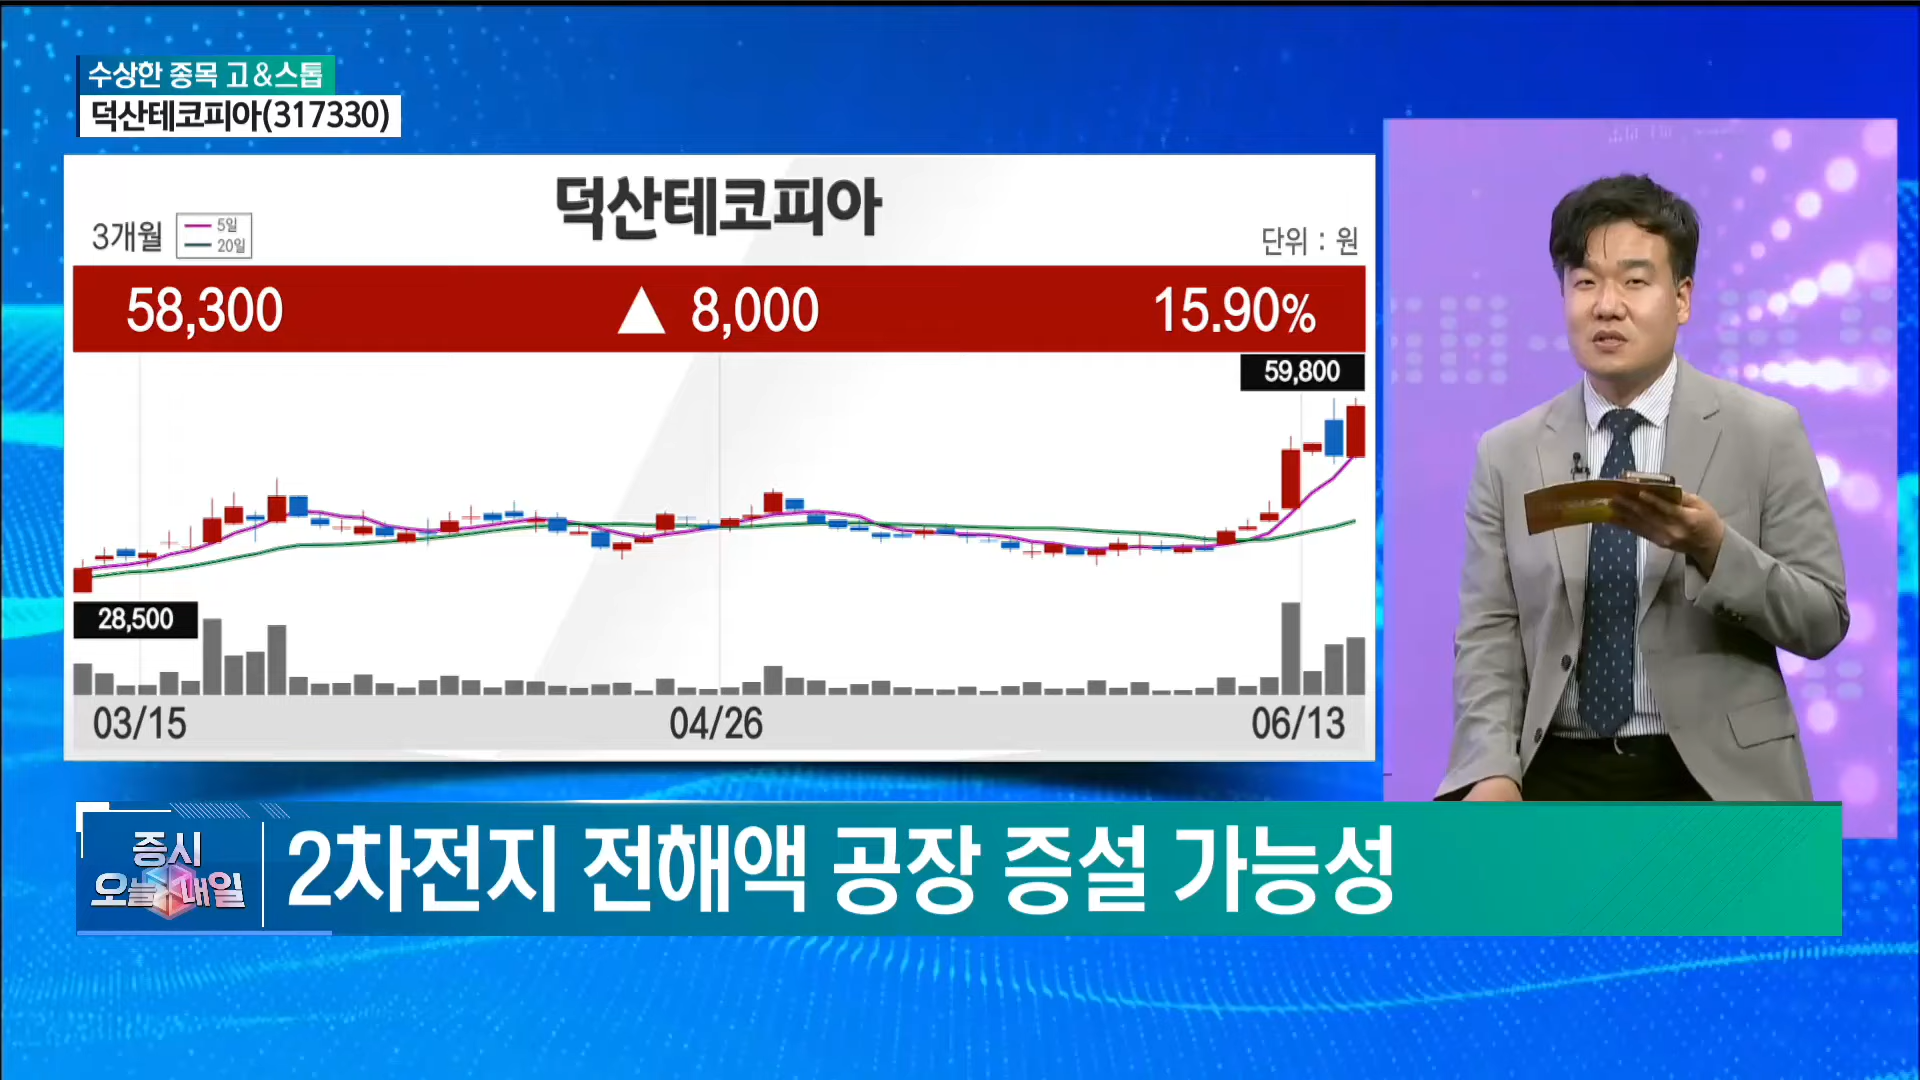 수상한 종목 고&스톱
덕산테코피아(317330)
덕산테코피아
3개월
5일
20일
단위 : 원
58,300 ▲ 8,000 15.90%
59,800
28,500
03/15 04/26 06/13
증시
오늘 매일
2차전지 전해액 공장 증설 가능성